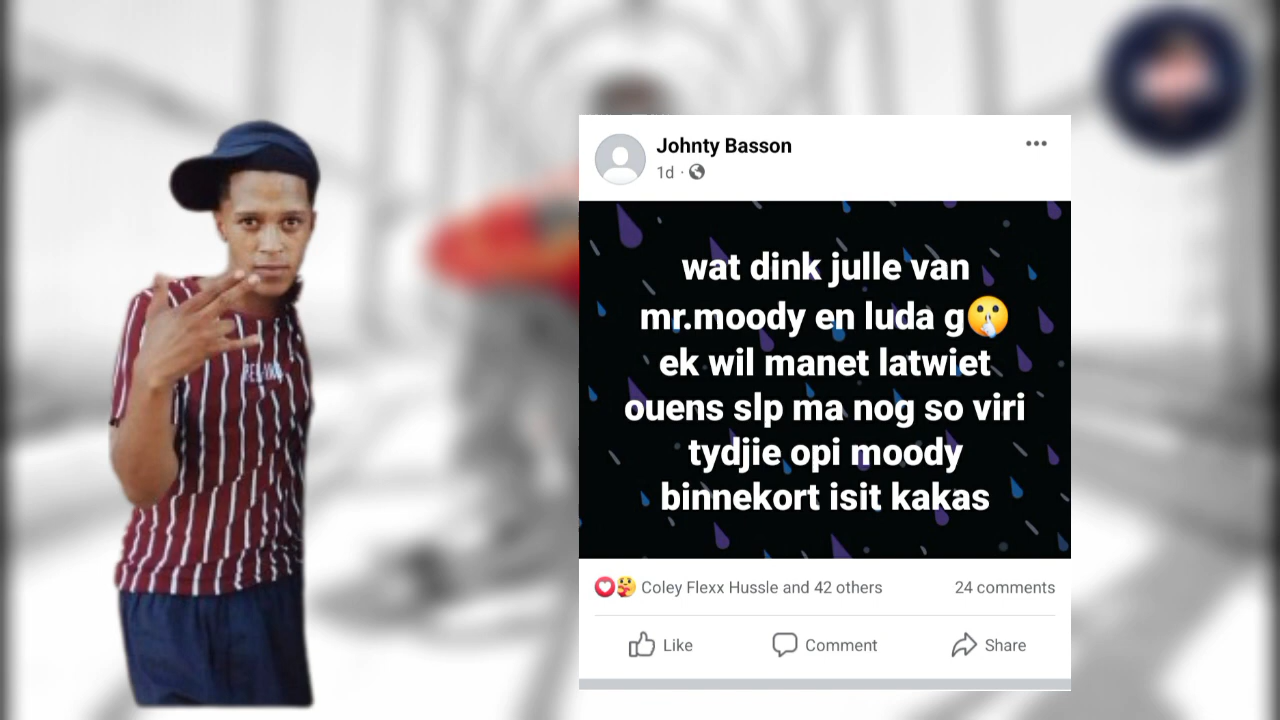 Johnty Basson
1d
wat dink julle van
mr.moody en luda g🤫
ek wil manet latwiet
ouens slp ma nog so viri
tydjie opi moody
binnekort isit kakas
Coley Flexx Hussle and 42 others 24 comments
Like Comment Share